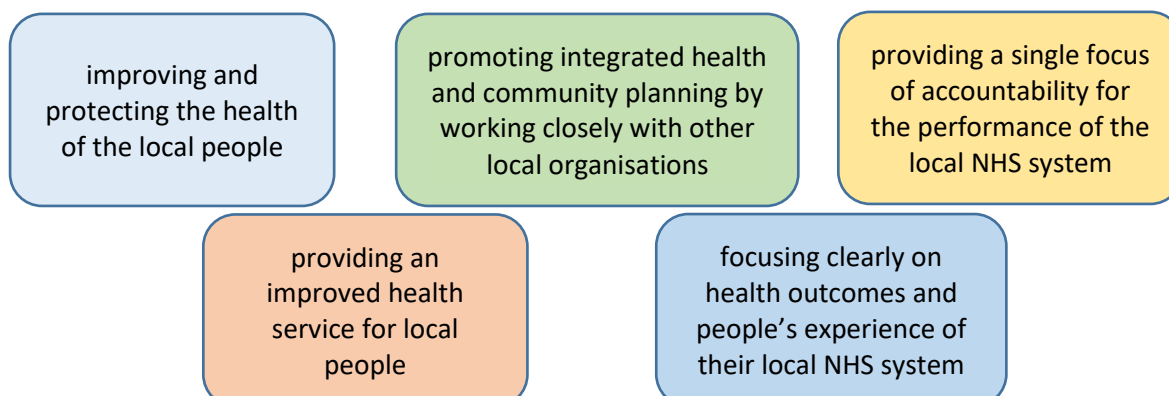 improving and
protecting the health
of the local people
promoting integrated health
and community planning by
working closely with other
local organisations
providing a single focus
of accountability for
the performance of the
local NHS system
providing an
improved health
service for local
people
focusing clearly on
health outcomes and
people’s experience of
their local NHS system